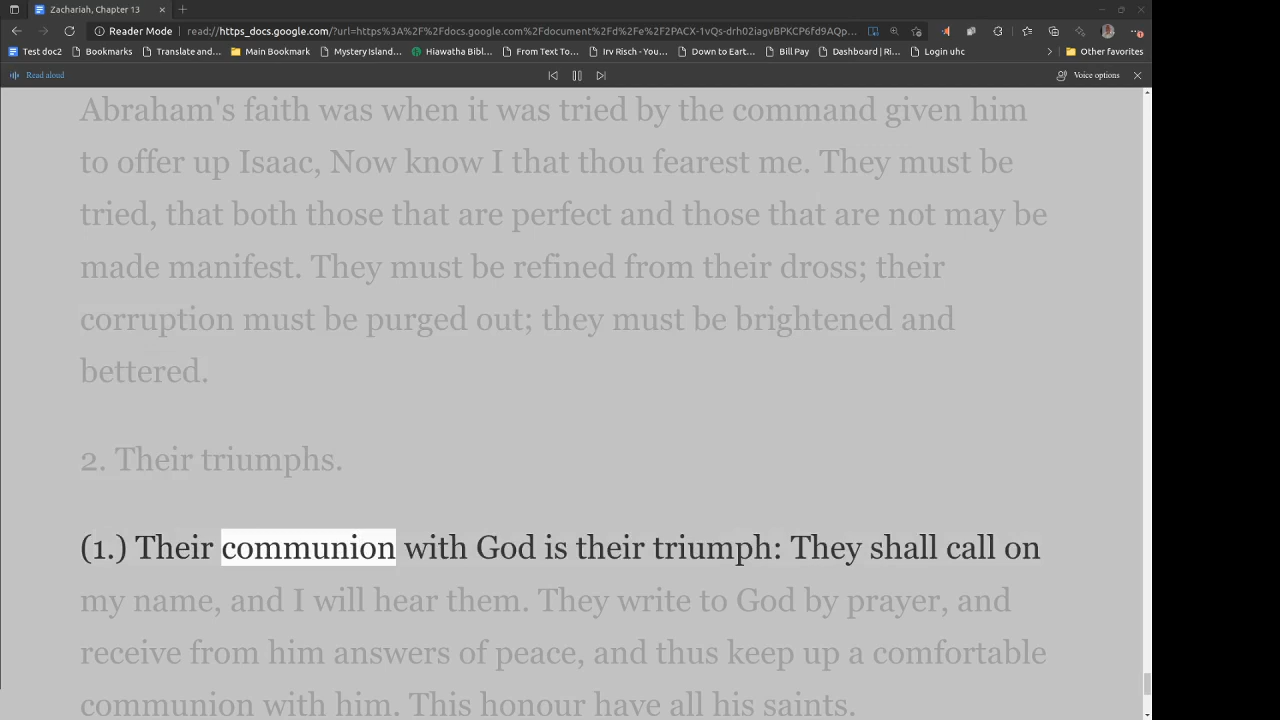 Zachariah, Chapter 13
Reader Mode
read://https_docs.google.com/?url=https%3A%2F%2Fdocs.google.com%2Fdocument%2Fd%2Fe%2F2PACX-1vQs-drh02iagvBPKCP6fd9AQp...
Test doc2
Bookmarks
Translate and...
Main Bookmark
Mystery Island...
Hiawatha Bibl...
From Text To...
Irv Risch - You...
Down to Eart...
Bill Pay
Dashboard | Ri...
Login uhc
Other favorites
Read aloud
Voice options
Abraham's faith was when it was tried by the command given him
to offer up Isaac, Now know I that thou fearest me. They must be
tried, that both those that are perfect and those that are not may be
made manifest. They must be refined from their dross; their
corruption must be purged out; they must be brightened and
bettered.
2. Their triumphs.
(1.) Their communion with God is their triumph: They shall call on
my name, and I will hear them. They write to God by prayer, and
receive from him answers of peace, and thus keep up a comfortable
communion with him. This honour have all his saints.